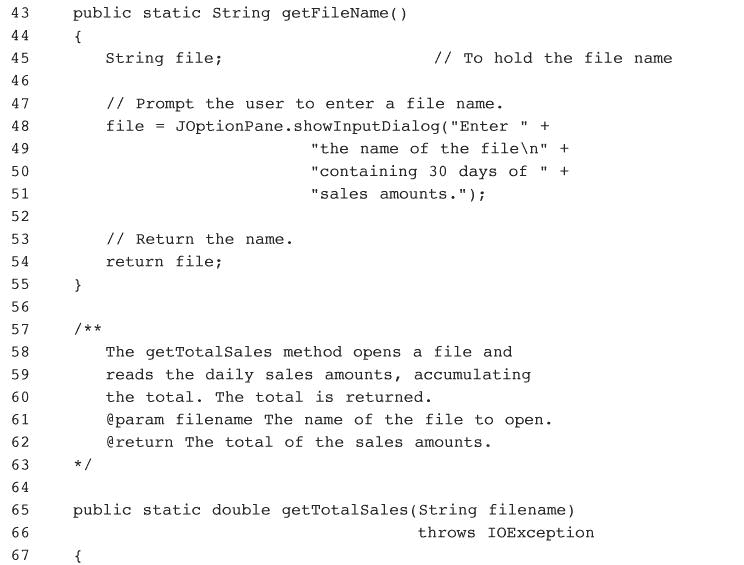 43    public static String getFileName()
44    {
45       String file;                     // To hold the file name
46
47       // Prompt the user to enter a file name.
48       file = JOptionPane.showInputDialog("Enter " +
49                            "the name of the file\n" +
50                            "containing 30 days of " +
51                            "sales amounts.");
52
53       // Return the name.
54       return file;
55    }
56
57    /**
58       The getTotalSales method opens a file and
59       reads the daily sales amounts, accumulating
60       the total. The total is returned.
61       @param filename The name of the file to open.
62       @return The total of the sales amounts.
63    */
64
65    public static double getTotalSales(String filename)
66                                       throws IOException
67    {